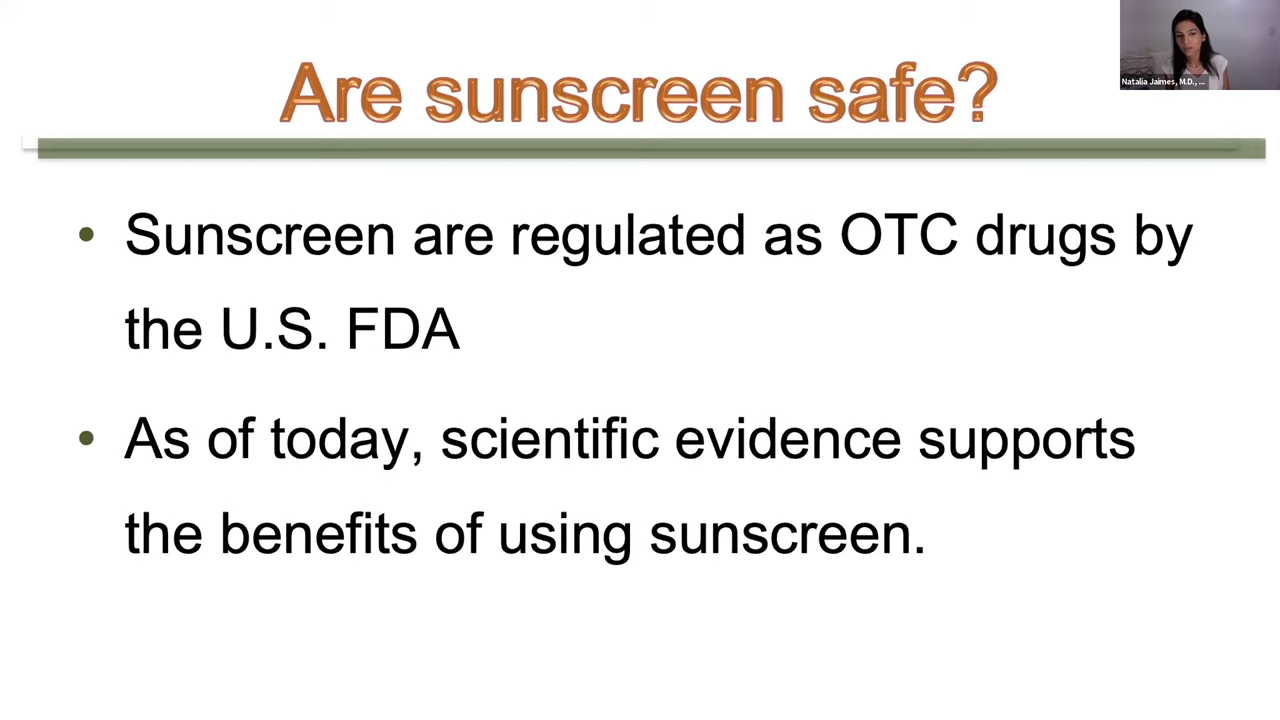 Natalia Jaimes, M.D., ...
Are sunscreen safe?
• Sunscreen are regulated as OTC drugs by
the U.S. FDA
• As of today, scientific evidence supports
the benefits of using sunscreen.